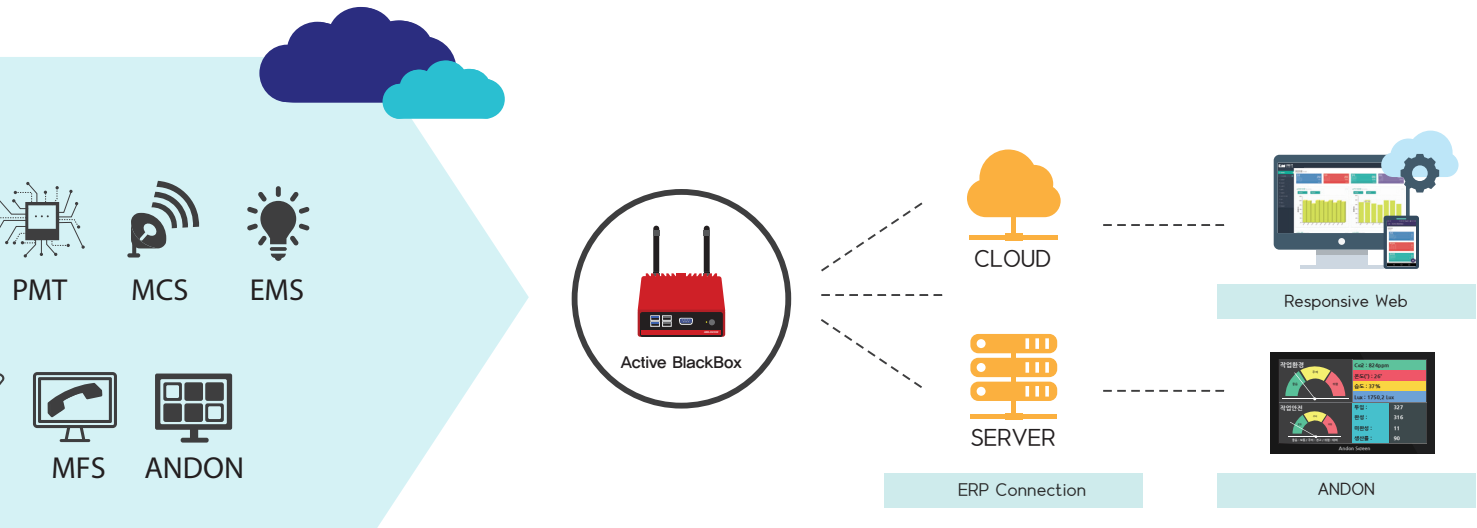 PMT
MCS
EMS
MFS
ANDON
Active BlackBox
CLOUD
SERVER
ERP Connection
Responsive Web
작업환경
Co2 : 824ppm
온도(˚) : 26˚
습도 : 37%
Lux : 1750.2 Lux
작업안전
투입 : 327
완성 : 316
미완성 : 11
생산률 : 90
Andon Screen
ANDON